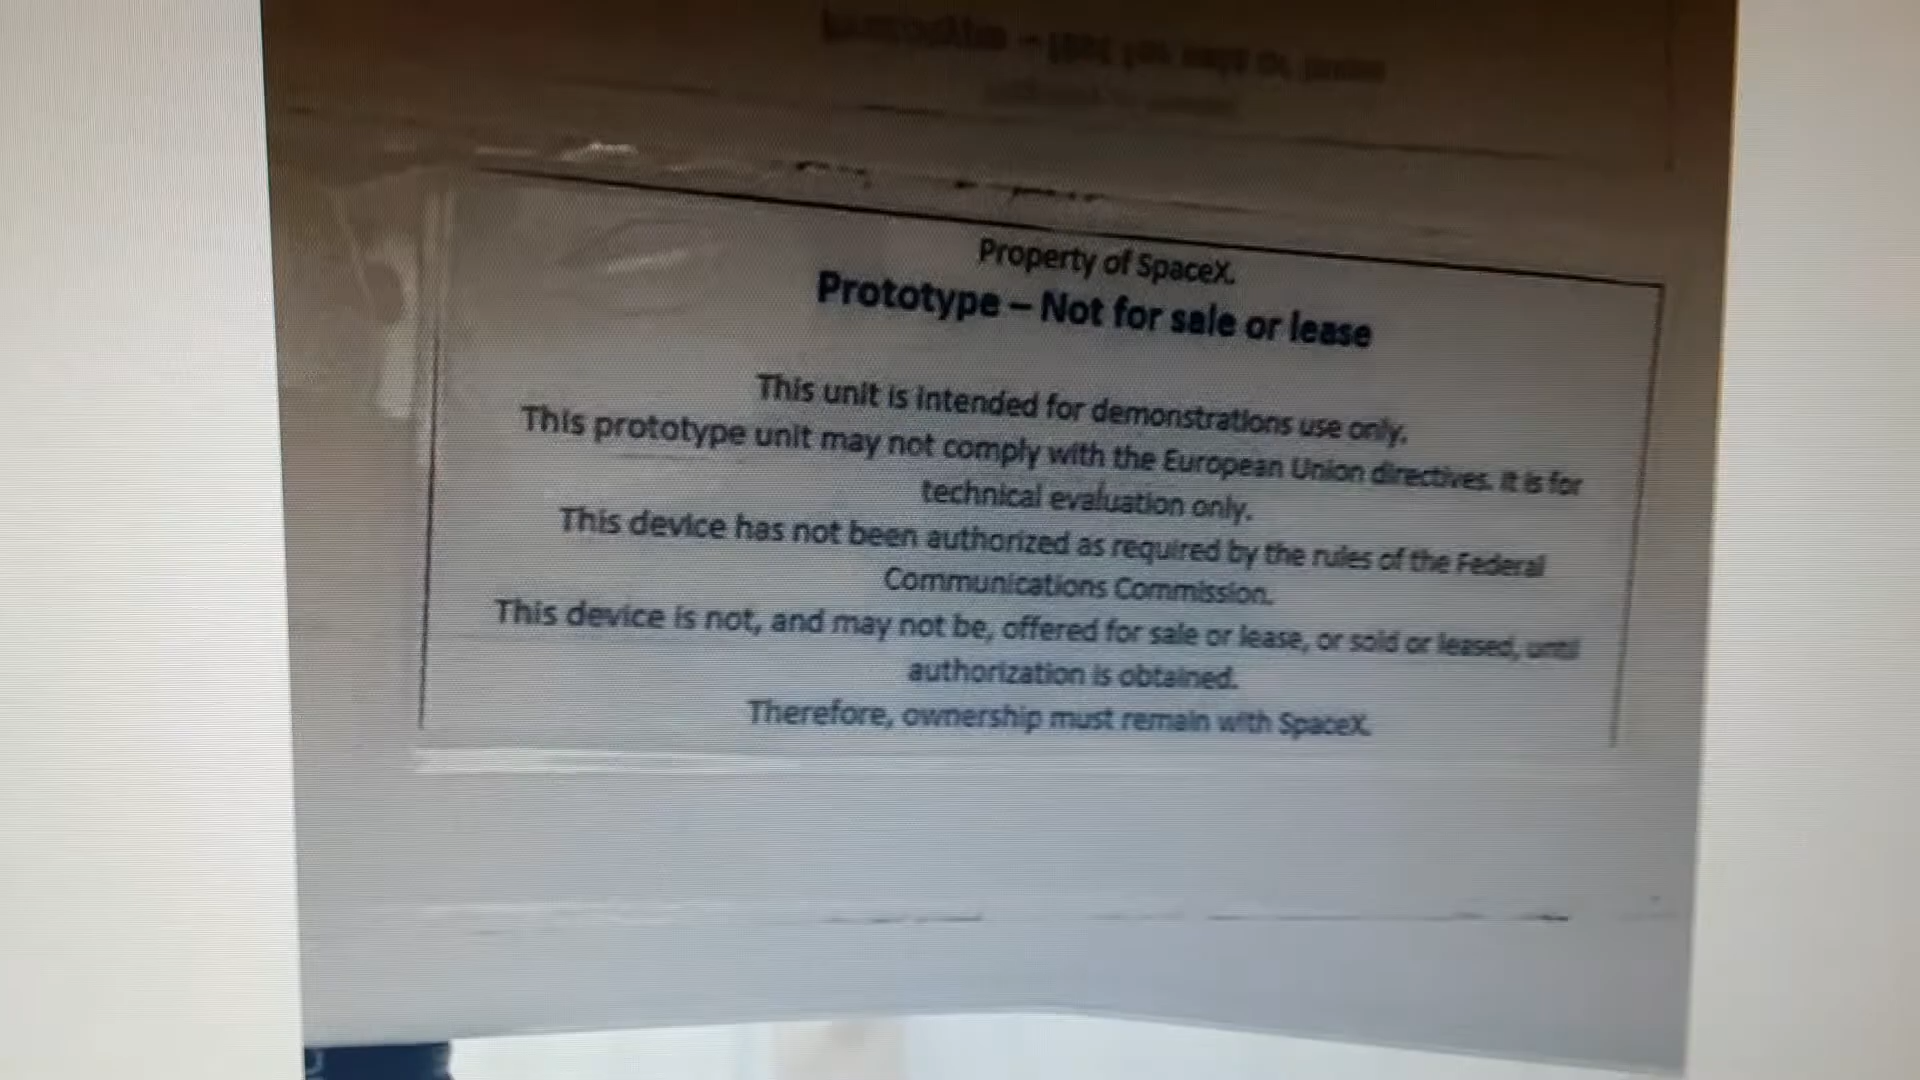 Property of SpaceX.
Prototype – Not for sale or lease
This unit is intended for demonstrations use only.
This prototype unit may not comply with the European Union directives. It is for
technical evaluation only.
This device has not been authorized as required by the rules of the Federal
Communications Commission.
This device is not, and may not be, offered for sale or lease, or sold or leased, until
authorization is obtained.
Therefore, ownership must remain with SpaceX.